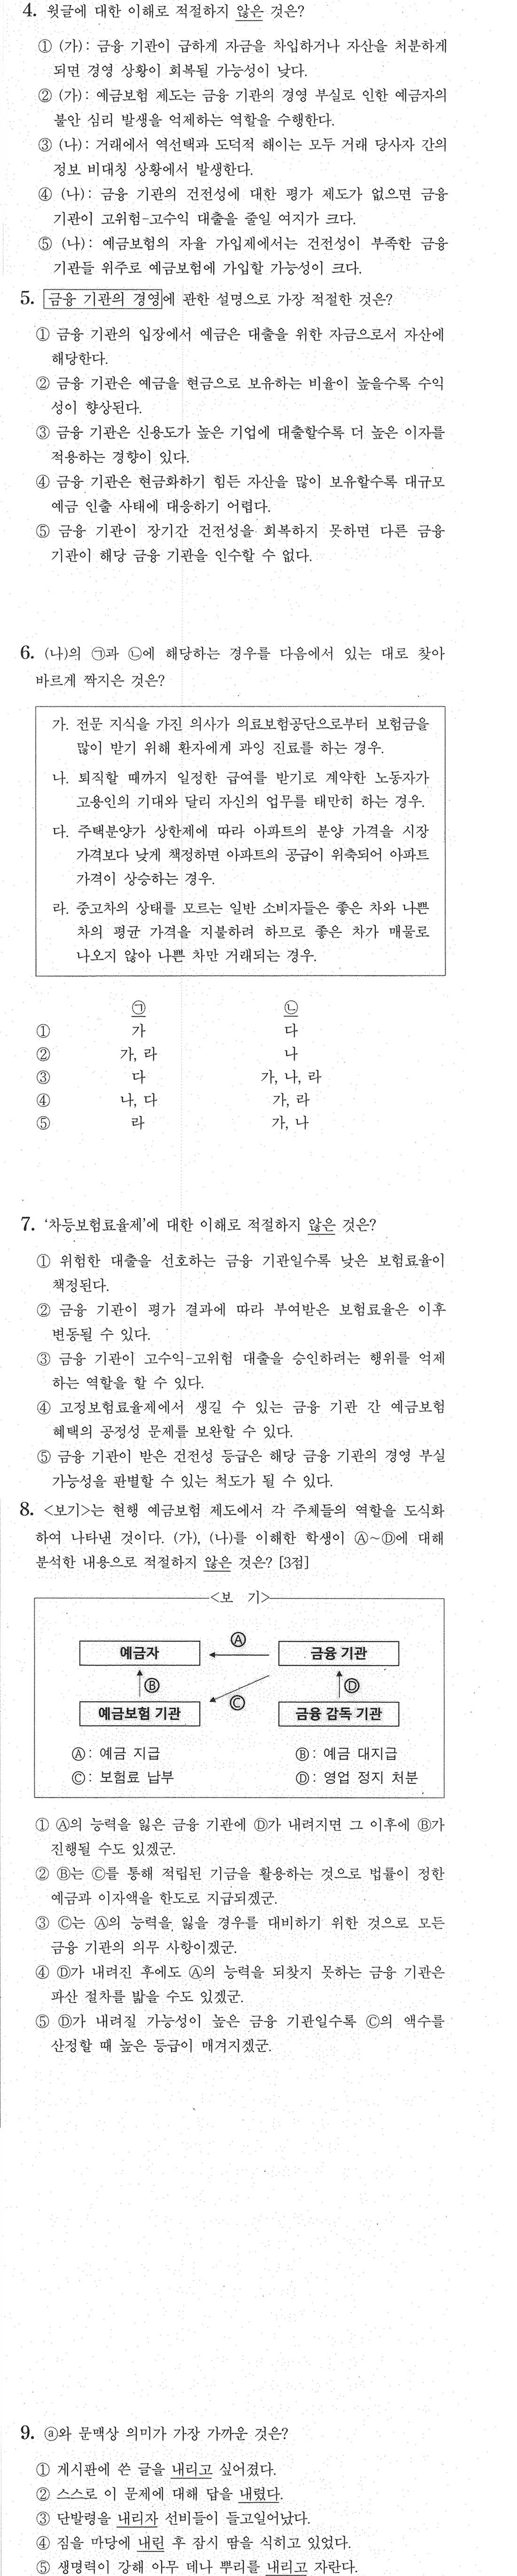 4. 윗글에 대한 이해로 적절하지 않은 것은?
① (가): 금융 기관이 급하게 자금을 차입하거나 자산을 처분하게
되면 경영 상황이 회복될 가능성이 낮다.
② (가): 예금보험 제도는 금융 기관의 경영 부실로 인한 예금자의
불안 심리 발생을 억제하는 역할을 수행한다.
③ (나): 거래에서 역선택과 도덕적 해이는 모두 거래 당사자 간의
정보 비대칭 상황에서 발생한다.
④ (나): 금융 기관의 건전성에 대한 평가 제도가 없으면 금융
기관이 고위험-고수익 대출을 줄일 여지가 크다.
⑤ (나): 예금보험의 자율 가입제에서는 건전성이 부족한 금융
기관들 위주로 예금보험에 가입할 가능성이 크다.
5. 금융 기관의 경영에 관한 설명으로 가장 적절한 것은?
① 금융 기관의 입장에서 예금은 대출을 위한 자금으로서 자산에
해당한다.
② 금융 기관은 예금을 현금으로 보유하는 비율이 높을수록 수익
성이 향상된다.
③ 금융 기관은 신용도가 높은 기업에 대출할수록 더 높은 이자를
적용하는 경향이 있다.
④ 금융 기관은 현금화하기 힘든 자산을 많이 보유할수록 대규모
예금 인출 사태에 대응하기 어렵다.
⑤ 금융 기관이 장기간 건전성을 회복하지 못하면 다른 금융
기관이 해당 금융 기관을 인수할 수 없다.
6. (나)의 ㉠과 ㉡에 해당하는 경우를 다음에서 있는 대로 찾아
바르게 짝지은 것은?
가. 전문 지식을 가진 의사가 의료보험공단으로부터 보험금을
많이 받기 위해 환자에게 과잉 진료를 하는 경우.
나. 퇴직할 때까지 일정한 급여를 받기로 계약한 노동자가
고용인의 기대와 달리 자신의 업무를 태만히 하는 경우.
다. 주택분양가 상한제에 따라 아파트의 분양 가격을 시장
가격보다 낮게 책정하면 아파트의 공급이 위축되어 아파트
가격이 상승하는 경우.
라. 중고차의 상태를 모르는 일반 소비자들은 좋은 차와 나쁜
차의 평균 가격을 지불하려 하므로 좋은 차가 매물로
나오지 않아 나쁜 차만 거래되는 경우.
㉠ ㉡
① 가 다
② 가, 라 나
③ 다 가, 나, 라
④ 나, 다 가, 라
⑤ 라 가, 나
7. '차등보험료율제'에 대한 이해로 적절하지 않은 것은?
① 위험한 대출을 선호하는 금융 기관일수록 낮은 보험료율이
책정된다.
② 금융 기관이 평가 결과에 따라 부여받은 보험료율은 이후
변동될 수 있다.
③ 금융 기관이 고수익-고위험 대출을 승인하려는 행위를 억제
하는 역할을 할 수 있다.
④ 고정보험료율제에서 생길 수 있는 금융 기관 간 예금보험
혜택의 공정성 문제를 보완할 수 있다.
⑤ 금융 기관이 받은 건전성 등급은 해당 금융 기관의 경영 부실
가능성을 판별할 수 있는 척도가 될 수 있다.
8. <보기>는 현행 예금보험 제도에서 각 주체들의 역할을 도식화
하여 나타낸 것이다. (가), (나)를 이해한 학생이 Ⓐ~Ⓓ에 대해
분석한 내용으로 적절하지 않은 것은? [3점]
<보 기>
예금자 Ⓐ 금융 기관
Ⓑ Ⓒ Ⓓ
예금보험 기관 금융 감독 기관
Ⓐ: 예금 지급 Ⓑ: 예금 대지급
Ⓒ: 보험료 납부 Ⓓ: 영업 정지 처분
① Ⓐ의 능력을 잃은 금융 기관에 Ⓓ가 내려지면 그 이후에 Ⓑ가
진행될 수도 있겠군.
② Ⓑ는 Ⓒ를 통해 적립된 기금을 활용하는 것으로 법률이 정한
예금과 이자액을 한도로 지급되겠군.
③ Ⓒ는 Ⓐ의 능력을 잃을 경우를 대비하기 위한 것으로 모든
금융 기관의 의무 사항이겠군.
④ Ⓓ가 내려진 후에도 Ⓐ의 능력을 되찾지 못하는 금융 기관은
파산 절차를 밟을 수도 있겠군.
⑤ Ⓓ가 내려질 가능성이 높은 금융 기관일수록 Ⓒ의 액수를
산정할 때 높은 등급이 매겨지겠군.
9. ⓐ와 문맥상 의미가 가장 가까운 것은?
① 게시판에 쓴 글을 내리고 싶어졌다.
② 스스로 이 문제에 대해 답을 내렸다.
③ 단발령을 내리자 선비들이 들고일어났다.
④ 짐을 마당에 내린 후 잠시 땀을 식히고 있었다.
⑤ 생명력이 강해 아무 데나 뿌리를 내리고 자란다.